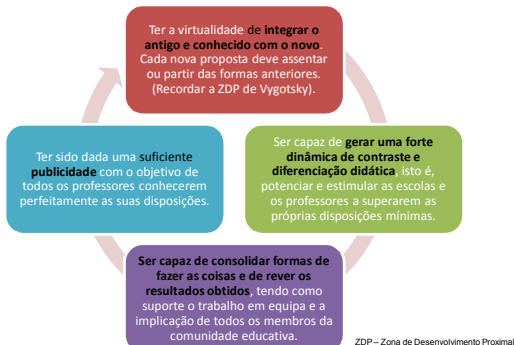 Ter a virtualidade de integrar o
antigo e conhecido com o novo.
Cada nova proposta deve assentar
ou partir das formas anteriores.
(Recordar a ZDP de Vygotsky).
Ter sido dada uma suficiente
publicidade com o objetivo de
todos os professores conhecerem
perfeitamente as suas disposições.
Ser capaz de gerar uma forte
dinâmica de contraste e
diferenciação didática, isto é,
potenciar e estimular as escolas e
os professores a superarem as
próprias disposições mínimas.
Ser capaz de consolidar formas de
fazer as coisas e de rever os
resultados obtidos, tendo como
suporte o trabalho em equipa e a
implicação de todos os membros da
comunidade educativa.
ZDP – Zona de Desenvolvimento Proximal